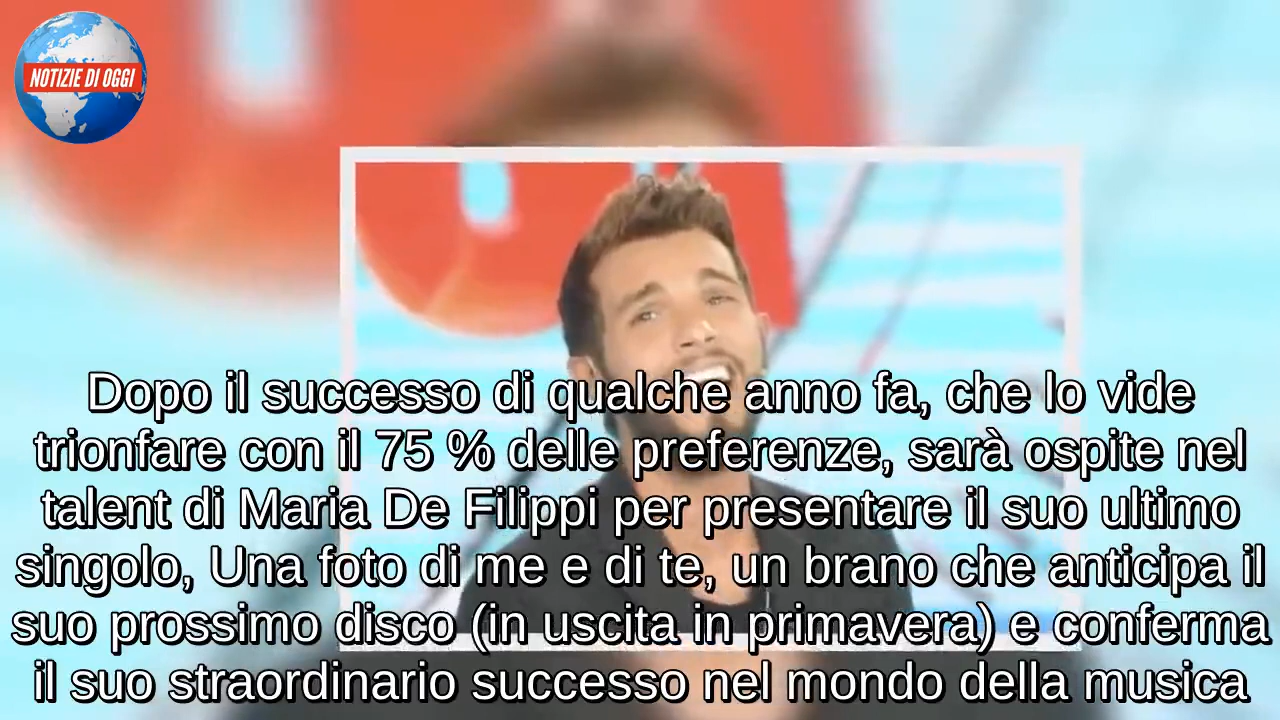 NOTIZIE DI OGGI
Dopo il successo di qualche anno fa, che lo vide
trionfare con il 75 % delle preferenze, sarà ospite nel
talent di Maria De Filippi per presentare il suo ultimo
singolo, Una foto di me e di te, un brano che anticipa il
suo prossimo disco (in uscita in primavera) e conferma
il suo straordinario successo nel mondo della musica